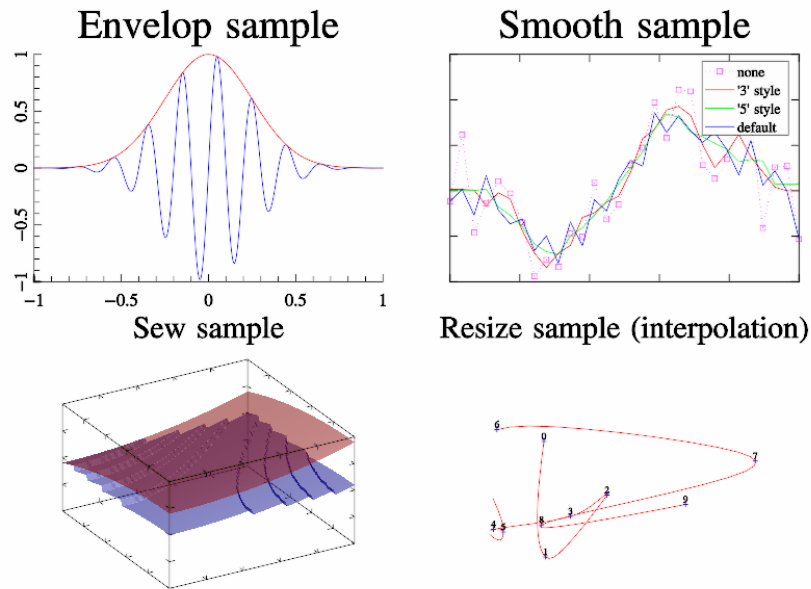 Envelop sample
Smooth sample
1
0.5
0
−0.5
−1
−1
−0.5
0
0.5
1
none
'3' style
'5' style
default
Sew sample
Resize sample (interpolation)
6
0
7
2
9
3
8
4
5
1